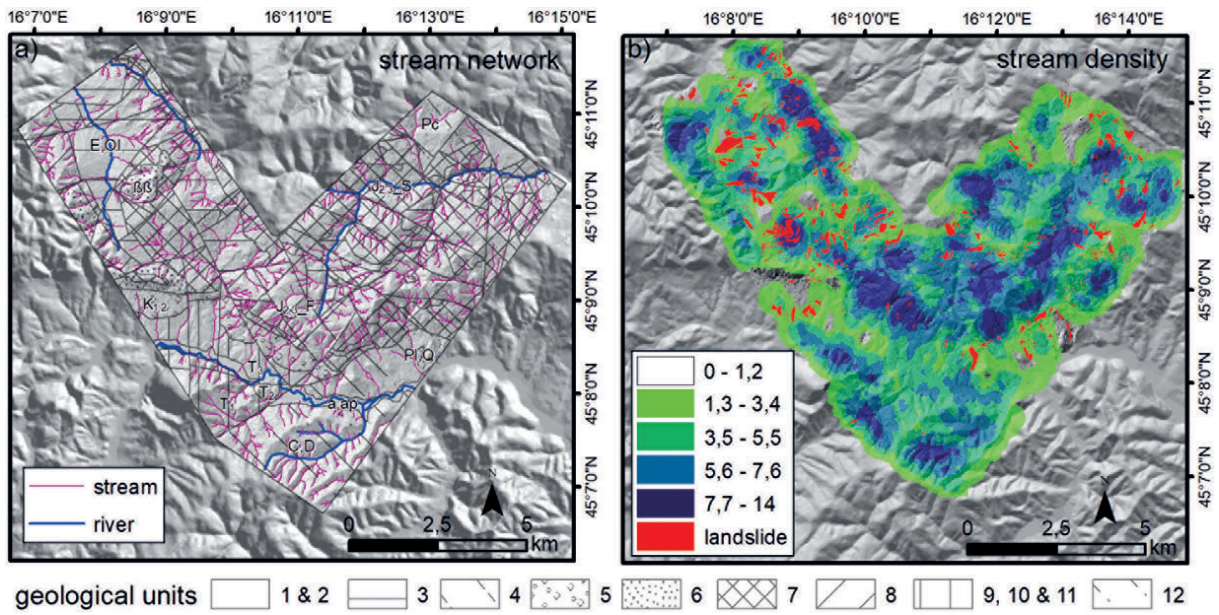 16°7'0"E 16°9'0"E 16°11'0"E 16°13'0"E 16°15'0"E
a) stream network
45°11'0"N
45°10'0"N
45°9'0"N
45°8'0"N
45°7'0"N
Pc
E,Ol
ßß
J2,3_S
K1,2
J2,3_F
Pl,Q
a,ap
C,D
stream
river
N
0 2,5 5
km
16°8'0"E 16°10'0"E 16°12'0"E 16°14'0"E
b) stream density
45°11'0"N
45°10'0"N
45°9'0"N
45°8'0"N
45°7'0"N
0 - 1,2
1,3 - 3,4
3,5 - 5,5
5,6 - 7,6
7,7 - 14
landslide
0 2,5 5
km
geological units 1 & 2 3 4 5 6 7 8 9, 10 & 11 12